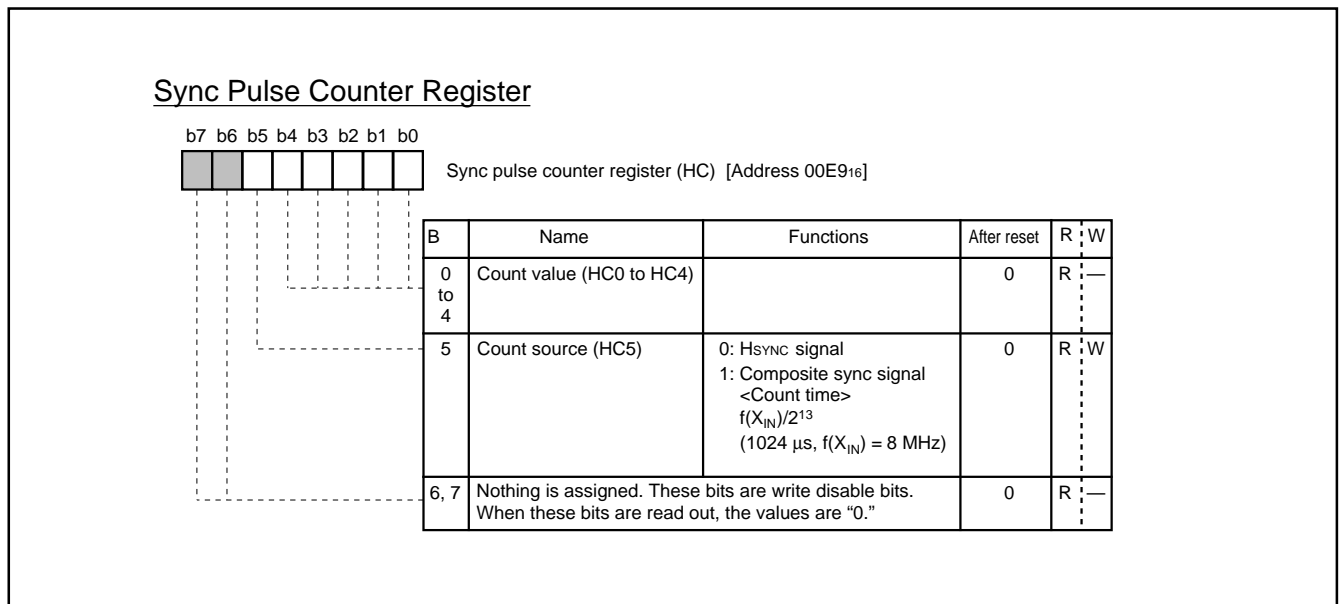 Sync Pulse Counter Register
b7 b6 b5 b4 b3 b2 b1 b0
Sync pulse counter register (HC) [Address 00E916]
B Name Functions After reset R W
0 to 4 Count value (HC0 to HC4) 0 R —
5 Count source (HC5) 0: HSYNC signal 0 R W
1: Composite sync signal
<Count time>
f(XIN)/213
(1024 µs, f(XIN) = 8 MHz)
6, 7 Nothing is assigned. These bits are write disable bits. 0 R —
When these bits are read out, the values are “0.”